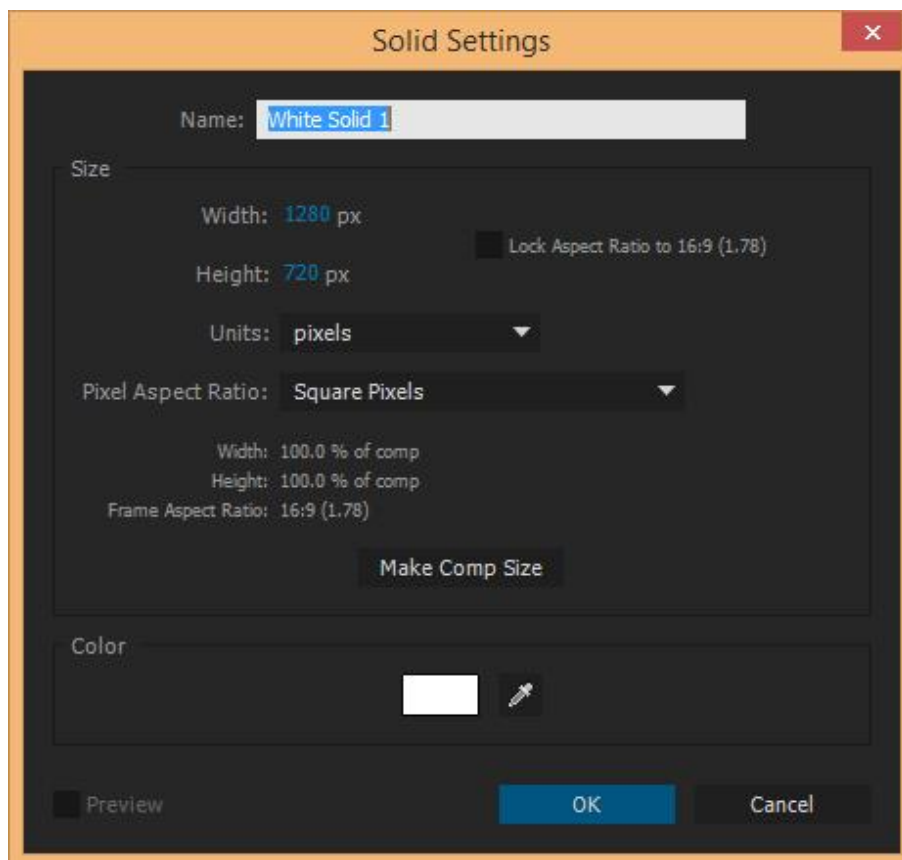 Solid Settings
Name: White Solid 1
Size
Width: 1280 px
Lock Aspect Ratio to 16:9 (1.78)
Height: 720 px
Units: pixels
Pixel Aspect Ratio: Square Pixels
Width: 100.0 % of comp
Height: 100.0 % of comp
Frame Aspect Ratio: 16:9 (1.78)
Make Comp Size
Color
Preview OK Cancel